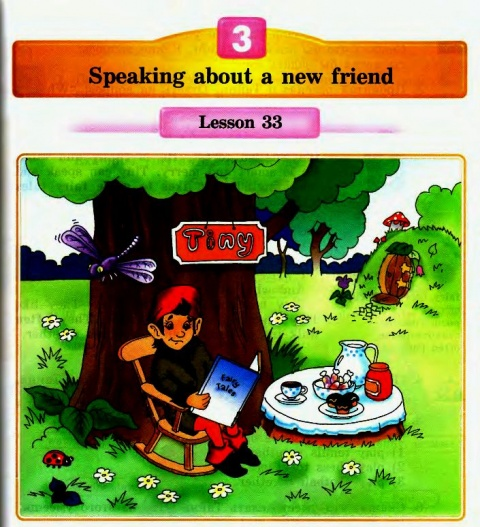 3
Speaking about a new friend
Lesson 33
Tiny
Fairy
Tales